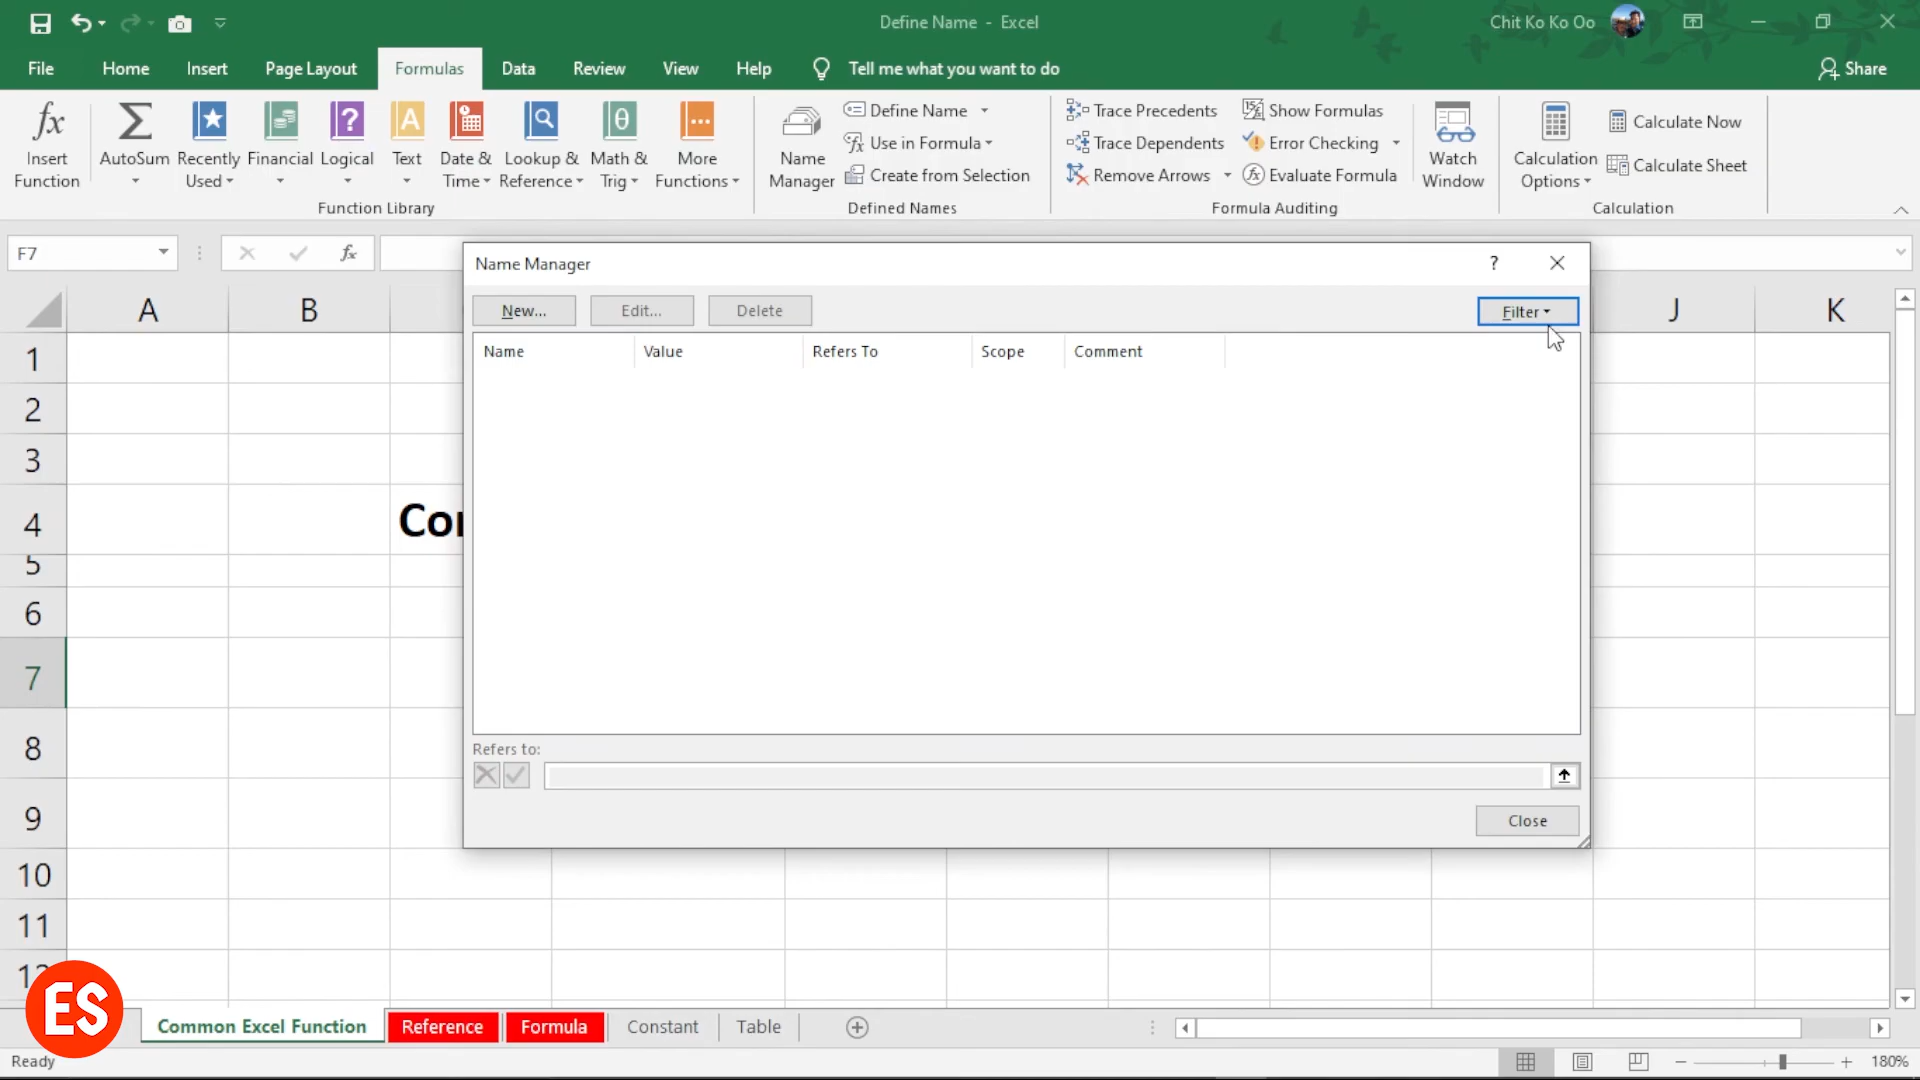 Define Name - Excel
Chit Ko Ko Oo
File Home Insert Page Layout Formulas Data Review View Help Tell me what you want to do Share
Insert Function
AutoSum
Recently Used
Financial
Logical
Text
Date & Time
Lookup & Reference
Math & Trig
More Functions
Function Library
Name Manager
Define Name
Use in Formula
Create from Selection
Defined Names
Trace Precedents
Trace Dependents
Remove Arrows
Show Formulas
Error Checking
Evaluate Formula
Formula Auditing
Watch Window
Calculation Options
Calculate Now
Calculate Sheet
Calculation
F7
fx
Name Manager ?
New... Edit... Delete Filter
Name Value Refers To Scope Comment
Refers to:
Close
A B J K
1
2
3
4 Con
5
6
7
8
9
10
11
12
ES
Common Excel Function Reference Formula Constant Table
Ready 180%